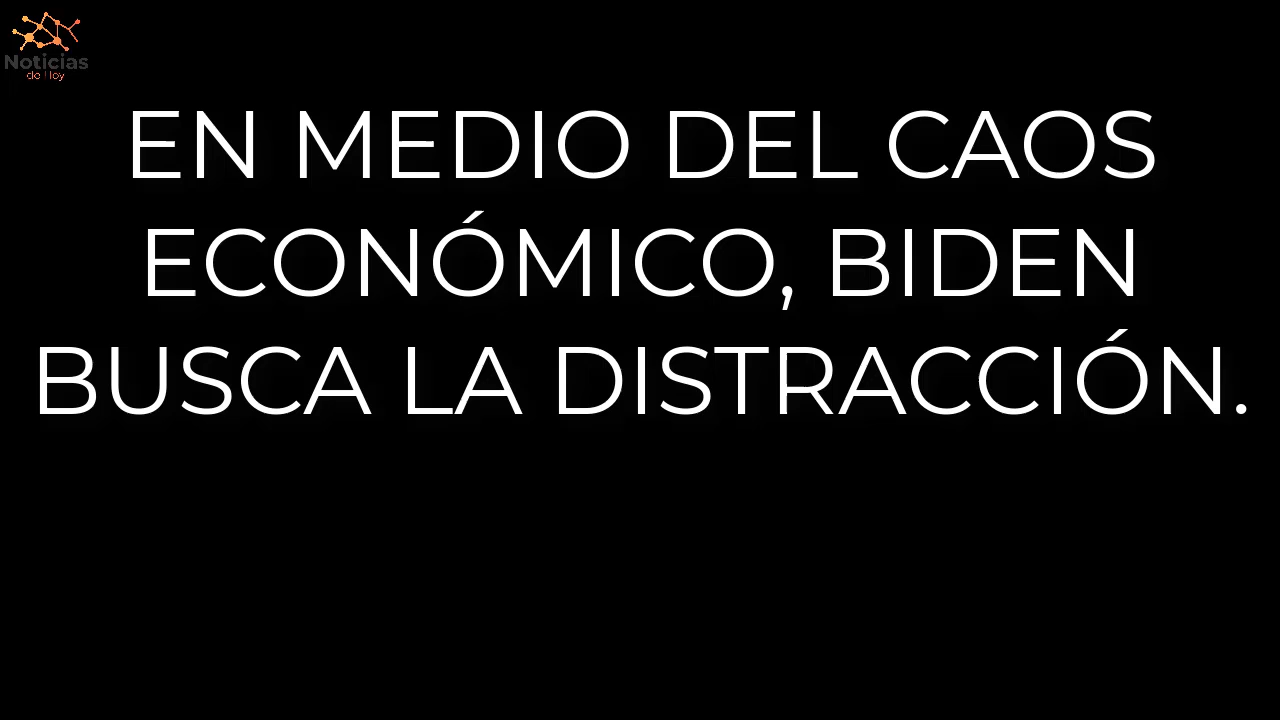 Noticias
de Hoy
EN MEDIO DEL CAOS
ECONÓMICO, BIDEN
BUSCA LA DISTRACCIÓN.